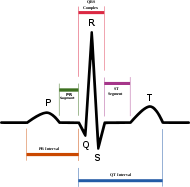 QRS
Complex
R
PR
Segment
ST
Segment
P
T
Q
S
PR Interval
QT Interval